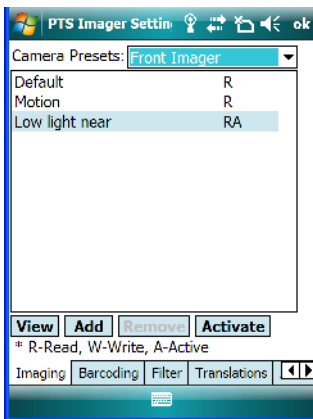 PTS Imager Settin ok
Camera Presets: Front Imager
Default R
Motion R
Low light near RA
View Add Remove Activate
* R-Read, W-Write, A-Active
Imaging Barcoding Filter Translations